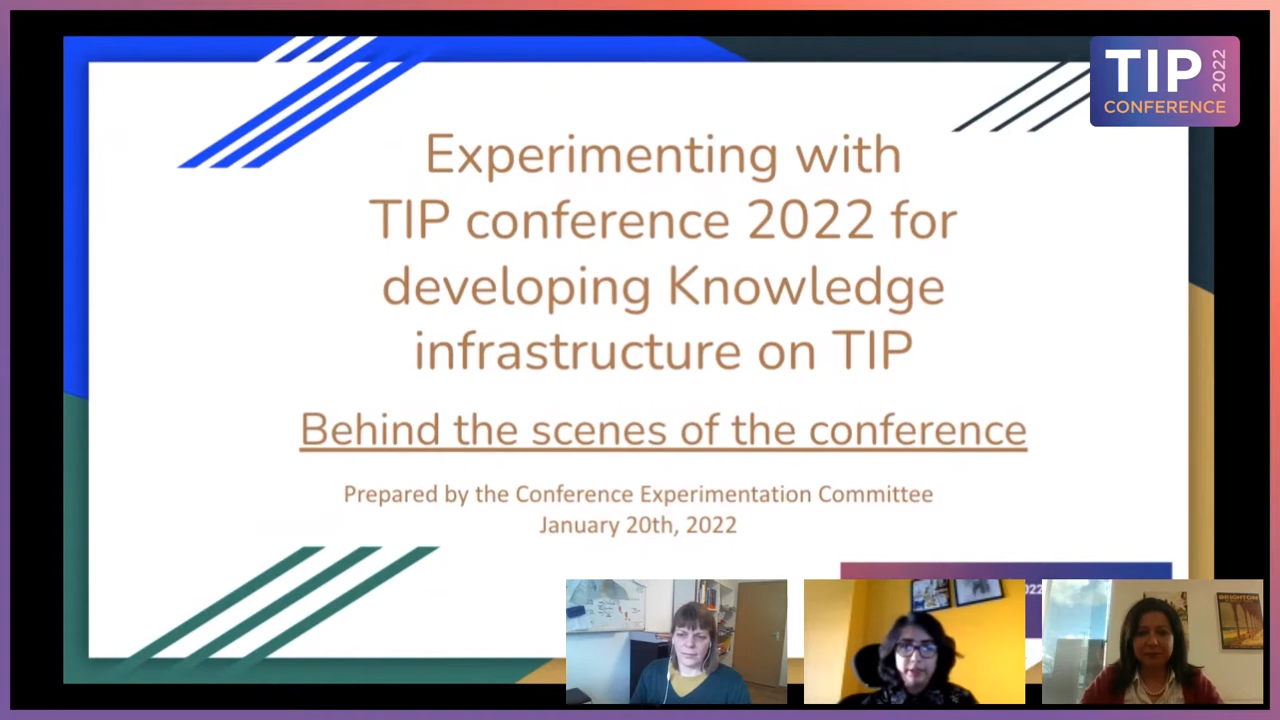 TIP 2022
CONFERENCE
Experimenting with
TIP conference 2022 for
developing Knowledge
infrastructure on TIP
Behind the scenes of the conference
Prepared by the Conference Experimentation Committee
January 20th, 2022
BRIGHTON